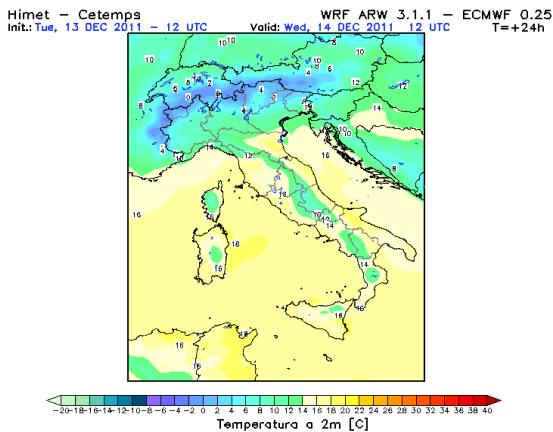 Himet – Cetemps WRF ARW 3.1.1 – ECMWF 0.25
Init.: Tue, 13 DEC 2011 – 12 UTC Valid: Wed, 14 DEC 2011 12 UTC T=+24h
-20 -18 -16 -14 -12 -10 -8 -6 -4 -2 0 2 4 6 8 10 12 14 16 18 20 22 24 26 28 30 32 34 36 38 40
Temperatura a 2m [C]